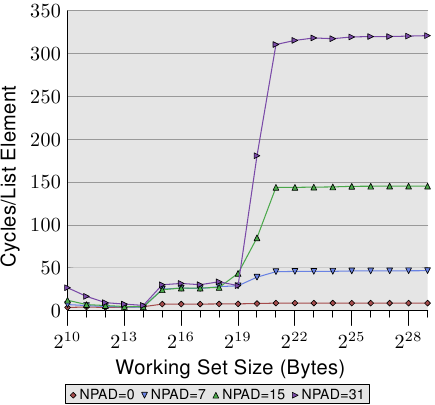 350
300
250
200
150
100
50
0
Cycles/List Element
2^10 2^13 2^16 2^19 2^22 2^25 2^28
Working Set Size (Bytes)
NPAD=0 NPAD=7 NPAD=15 NPAD=31